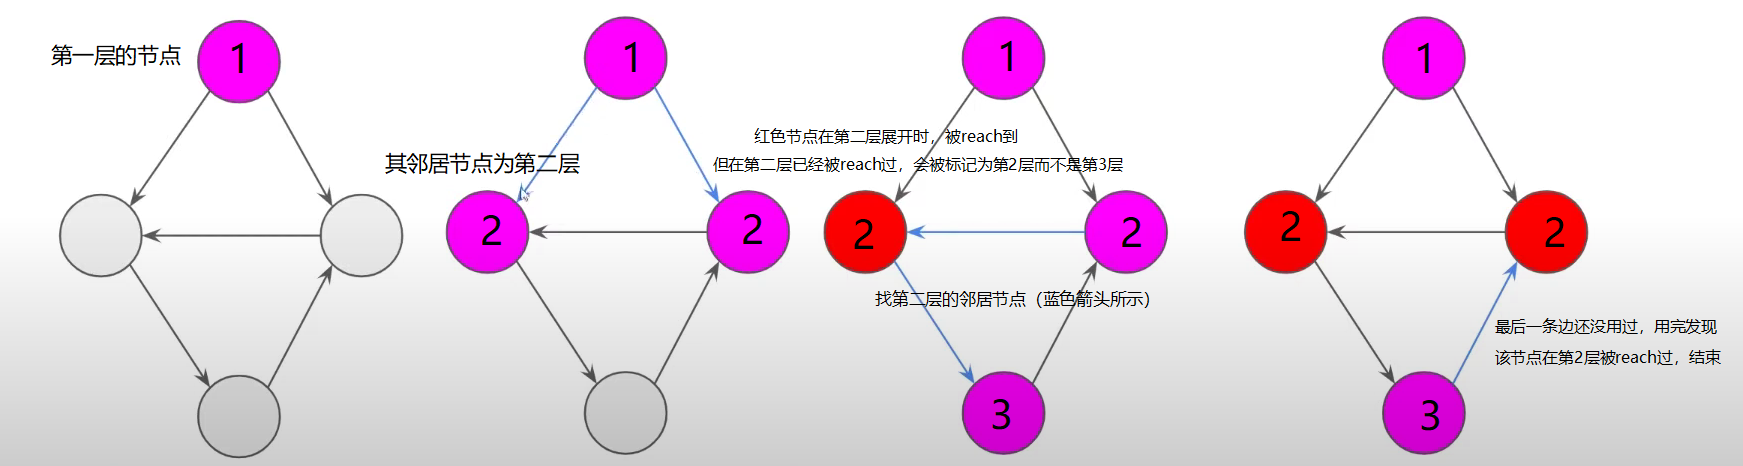 第一层的节点
1
1
其邻居节点为第二层
2
2
1
红色节点在第二层展开时，被reach到
但在第二层已经被reach过，会被标记为第2层而不是第3层
2
2
找第二层的邻居节点（蓝色箭头所示）
3
1
2
2
最后一条边还没用过，用完发现
该节点在第2层被reach过，结束
3